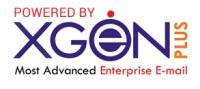 POWERED BY
XGEN PLUS
Most Advanced Enterprise E-mail